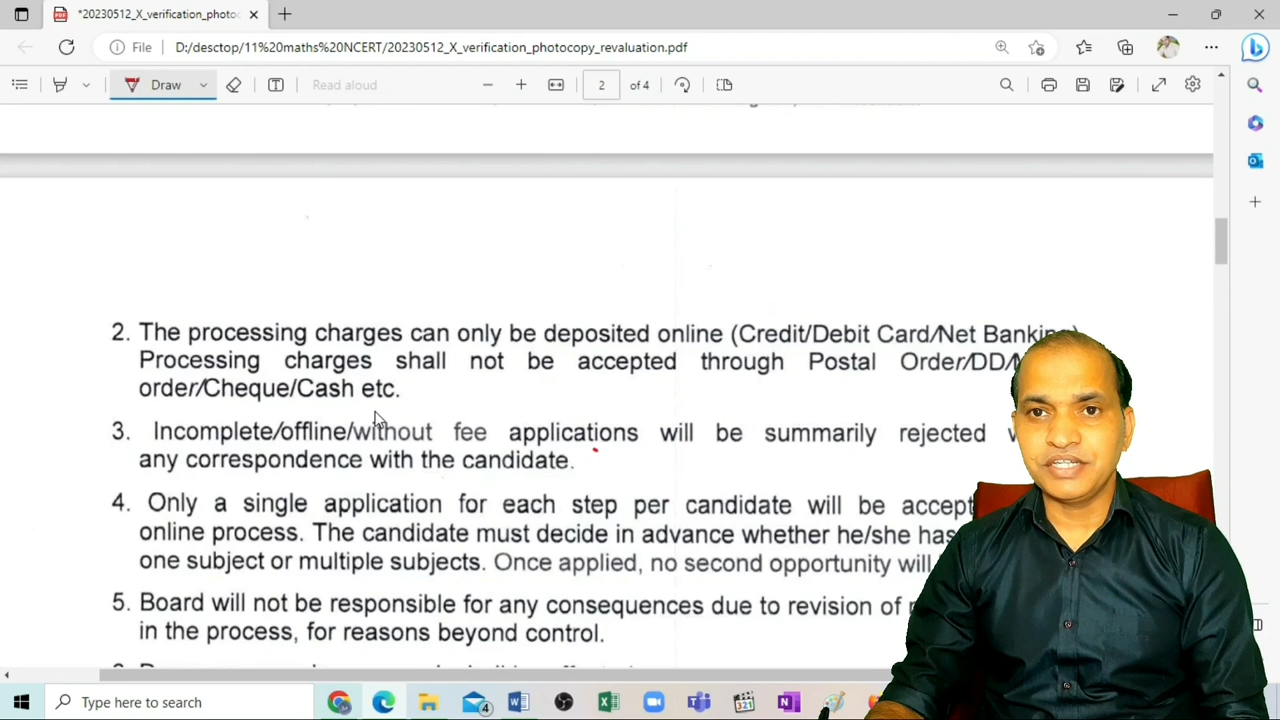 *20230512_X_verification_photoc
File
D:/desctop/11%20maths%20NCERT/20230512_X_verification_photocopy_revaluation.pdf
Draw
Read aloud
2
of 4
2. The processing charges can only be deposited online (Credit/Debit Card/Net Banking)
Processing charges shall not be accepted through Postal Order/DD/
order/Cheque/Cash etc.
3. Incomplete/offline/without fee applications will be summarily rejected
any correspondence with the candidate.
4. Only a single application for each step per candidate will be accept
online process. The candidate must decide in advance whether he/she has
one subject or multiple subjects. Once applied, no second opportunity will
5. Board will not be responsible for any consequences due to revision of
in the process, for reasons beyond control.
Type here to search
4
321